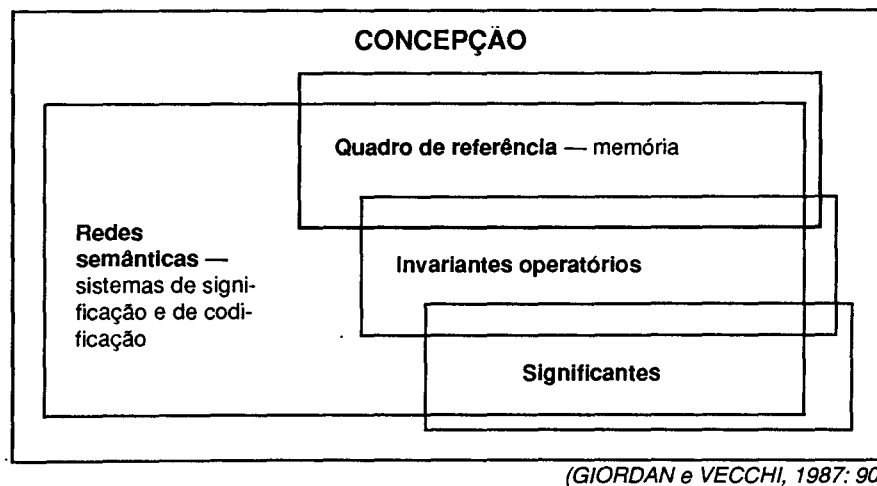 CONCEPÇÃO
Quadro de referência — memória
Redes
semânticas —
sistemas de signi-
ficação e de codi-
ficação
Invariantes operatórios
Significantes
(GIORDAN e VECCHI, 1987: 90